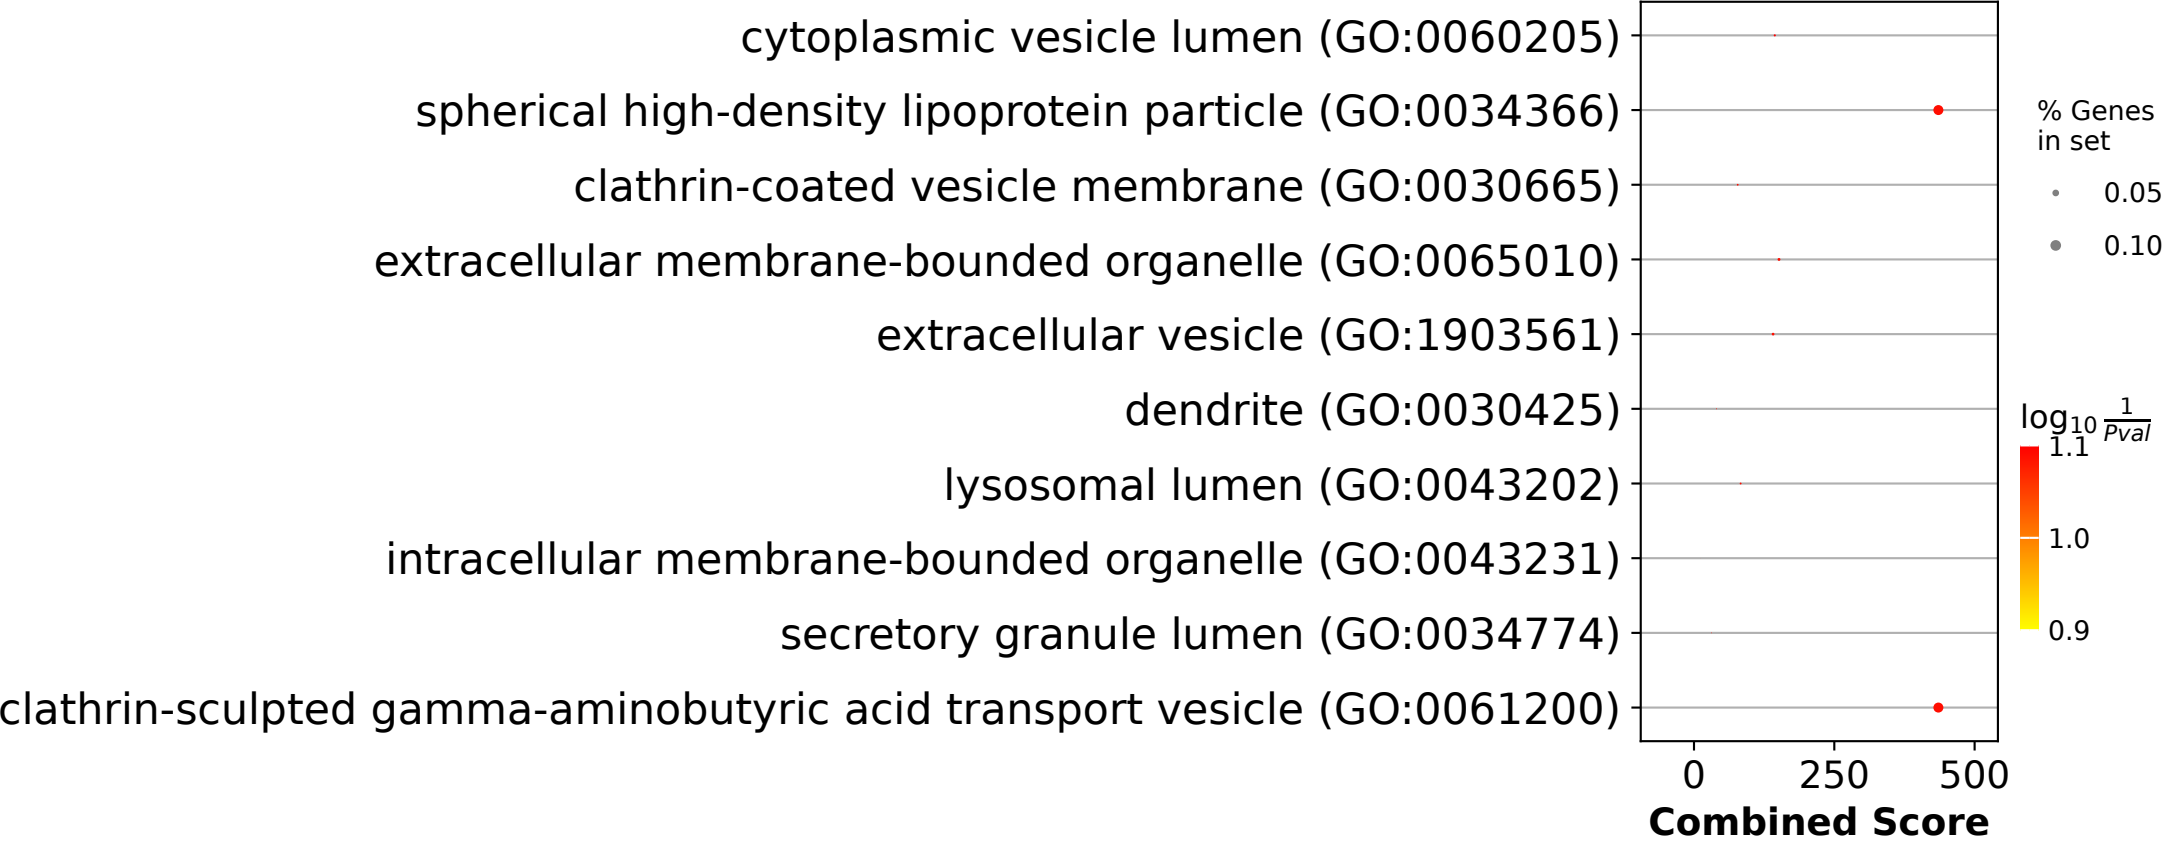 cytoplasmic vesicle lumen (GO:0060205)
spherical high-density lipoprotein particle (GO:0034366)
clathrin-coated vesicle membrane (GO:0030665)
extracellular membrane-bounded organelle (GO:0065010)
extracellular vesicle (GO:1903561)
dendrite (GO:0030425)
lysosomal lumen (GO:0043202)
intracellular membrane-bounded organelle (GO:0043231)
secretory granule lumen (GO:0034774)
clathrin-sculpted gamma-aminobutyric acid transport vesicle (GO:0061200)
0 250 500
Combined Score
% Genes
in set
0.05
0.10
log₁₀ 1/Pval
1.1
1.0
0.9